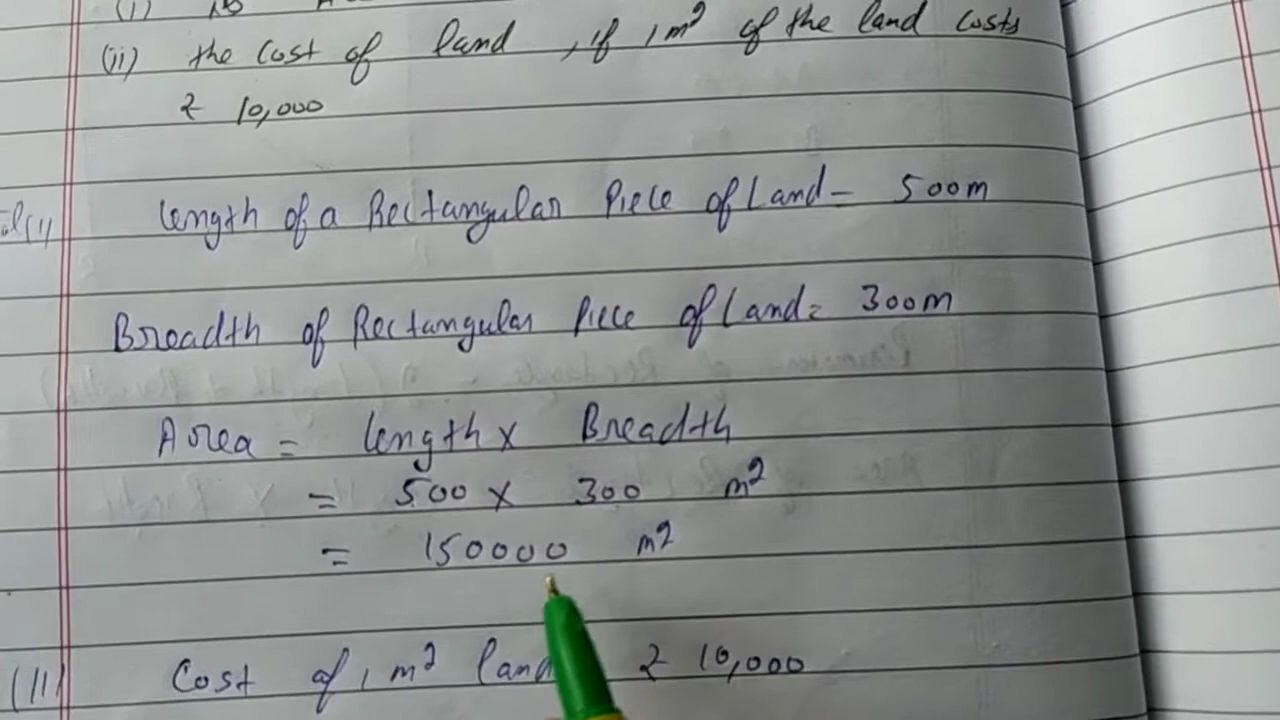 (i)
(ii) the cost of land , if 1m² of the land costs
₹ 10,000
(i) length of a Rectangular Piece of Land = 500m
Breadth of Rectangular Piece of Land = 300m
Area = length × Breadth
= 500 × 300 m²
= 150000 m²
(II) Cost of 1 m² land ₹ 10,000